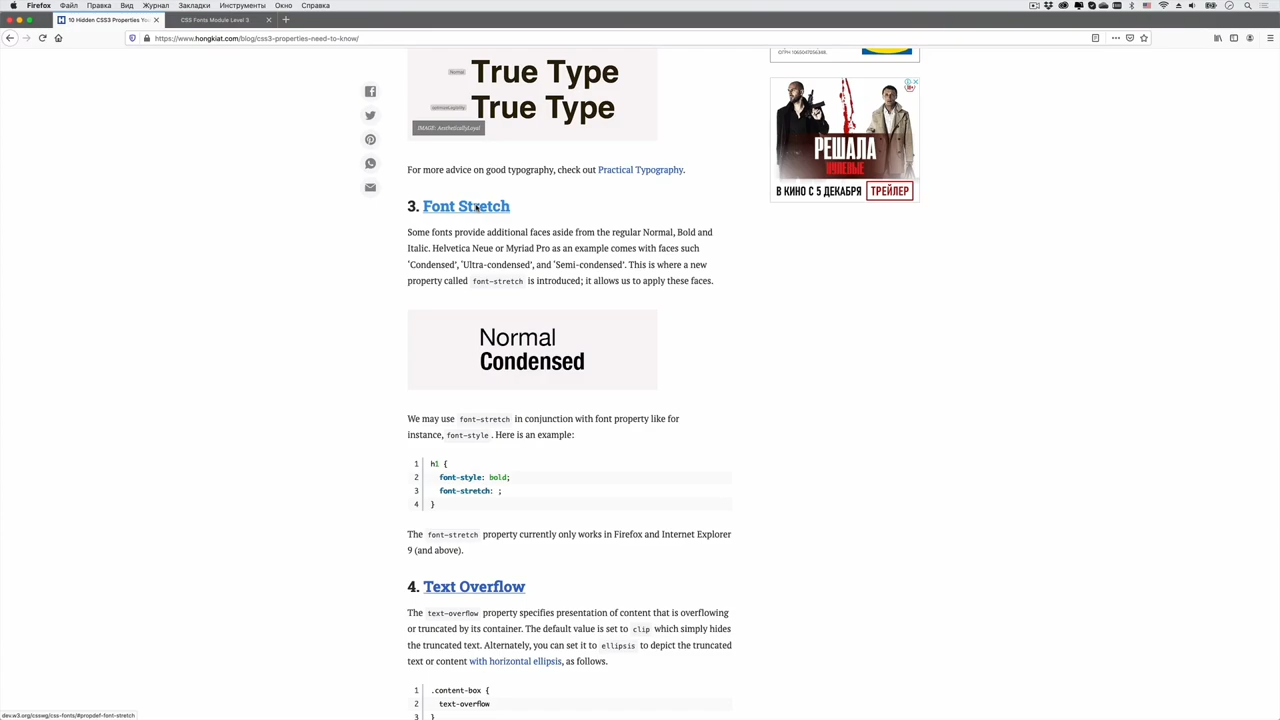 Firefox Файл Правка Вид Журнал Закладки Инструменты Окно Справка
10 Hidden CSS3 Properties You
CSS Fonts Module Level 3
https://www.hongkiat.com/blog/css3-properties-need-to-know/
Normal True Type
optimizeLegibility True Type
IMAGE: AestheticallyLoyal
ОГРН 1065047056348.
РЕШАЛА
НУЛЕВЫЕ
В КИНО С 5 ДЕКАБРЯ ТРЕЙЛЕР
For more advice on good typography, check out Practical Typography.
3. Font Stretch
Some fonts provide additional faces aside from the regular Normal, Bold and
Italic. Helvetica Neue or Myriad Pro as an example comes with faces such
‘Condensed’, ‘Ultra-condensed’, and ‘Semi-condensed’. This is where a new
property called font-stretch is introduced; it allows us to apply these faces.
Normal
Condensed
We may use font-stretch in conjunction with font property like for
instance, font-style . Here is an example:
1 h1 {
2 font-style: bold;
3 font-stretch: ;
4 }
The font-stretch property currently only works in Firefox and Internet Explorer
9 (and above).
4. Text Overflow
The text-overflow property specifies presentation of content that is overflowing
or truncated by its container. The default value is set to clip which simply hides
the truncated text. Alternately, you can set it to ellipsis to depict the truncated
text or content with horizontal ellipsis, as follows.
1 .content-box {
2 text-overflow
3 }
dev.w3.org/csswg/css-fonts/#propdef-font-stretch